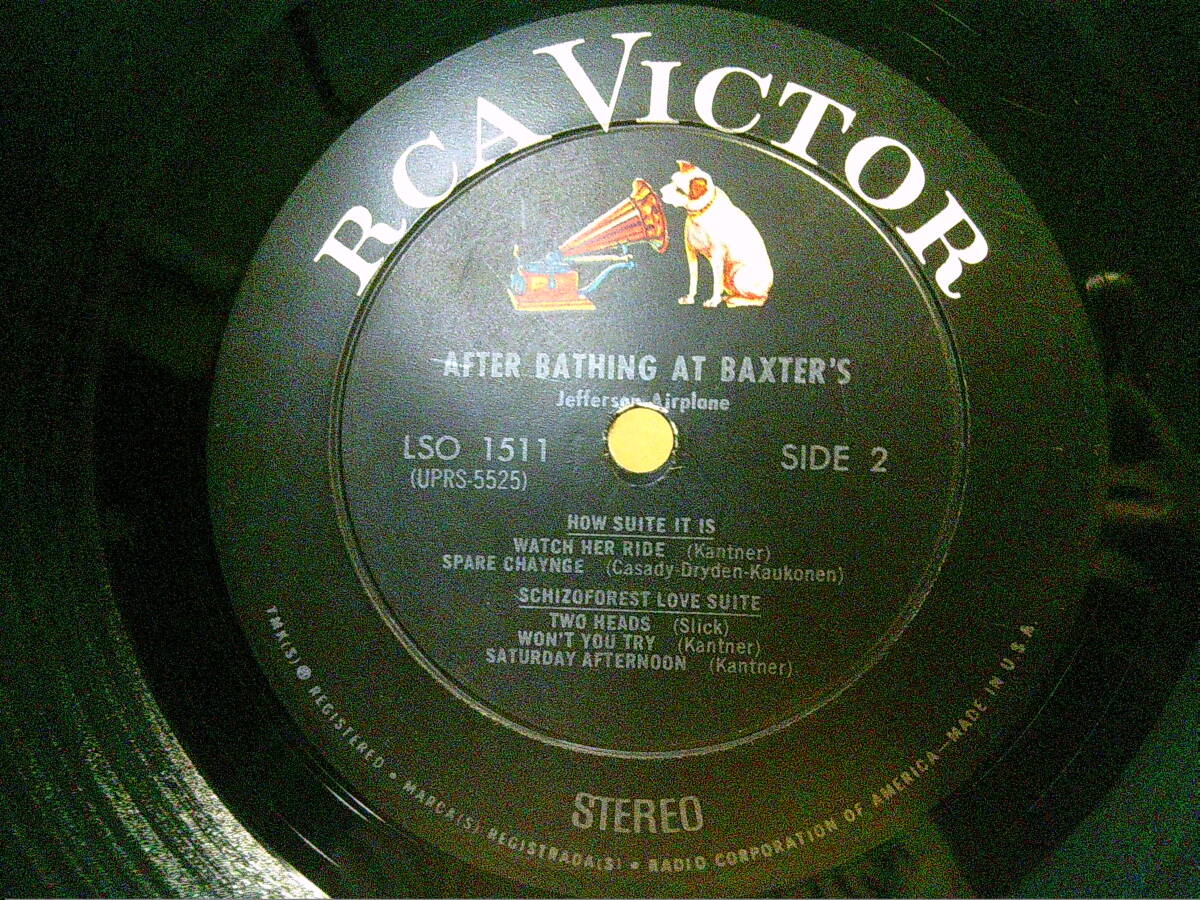 RCA VICTOR
AFTER BATHING AT BAXTER'S
Jefferson Airplane
LSO 1511
(UPRS-5525)
SIDE 2
HOW SUITE IT IS
WATCH HER RIDE (Kantner)
SPARE CHAYNGE (Casady-Dryden-Kaukonen)
SCHIZOFOREST LOVE SUITE
TWO HEADS (Slick)
WON'T YOU TRY (Kantner)
SATURDAY AFTERNOON (Kantner)
STEREO
TMK(S) ® REGISTERED • MARCA(S) REGISTRADA(S) • RADIO CORPORATION OF AMERICA—MADE IN U.S.A.